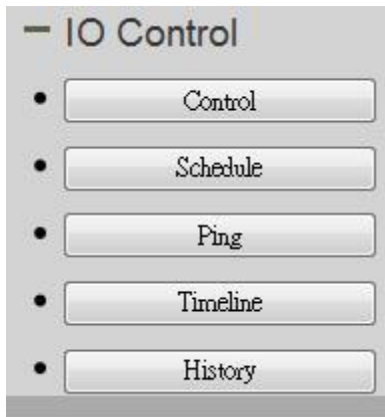 − IO Control
• Control
• Schedule
• Ping
• Timeline
• History